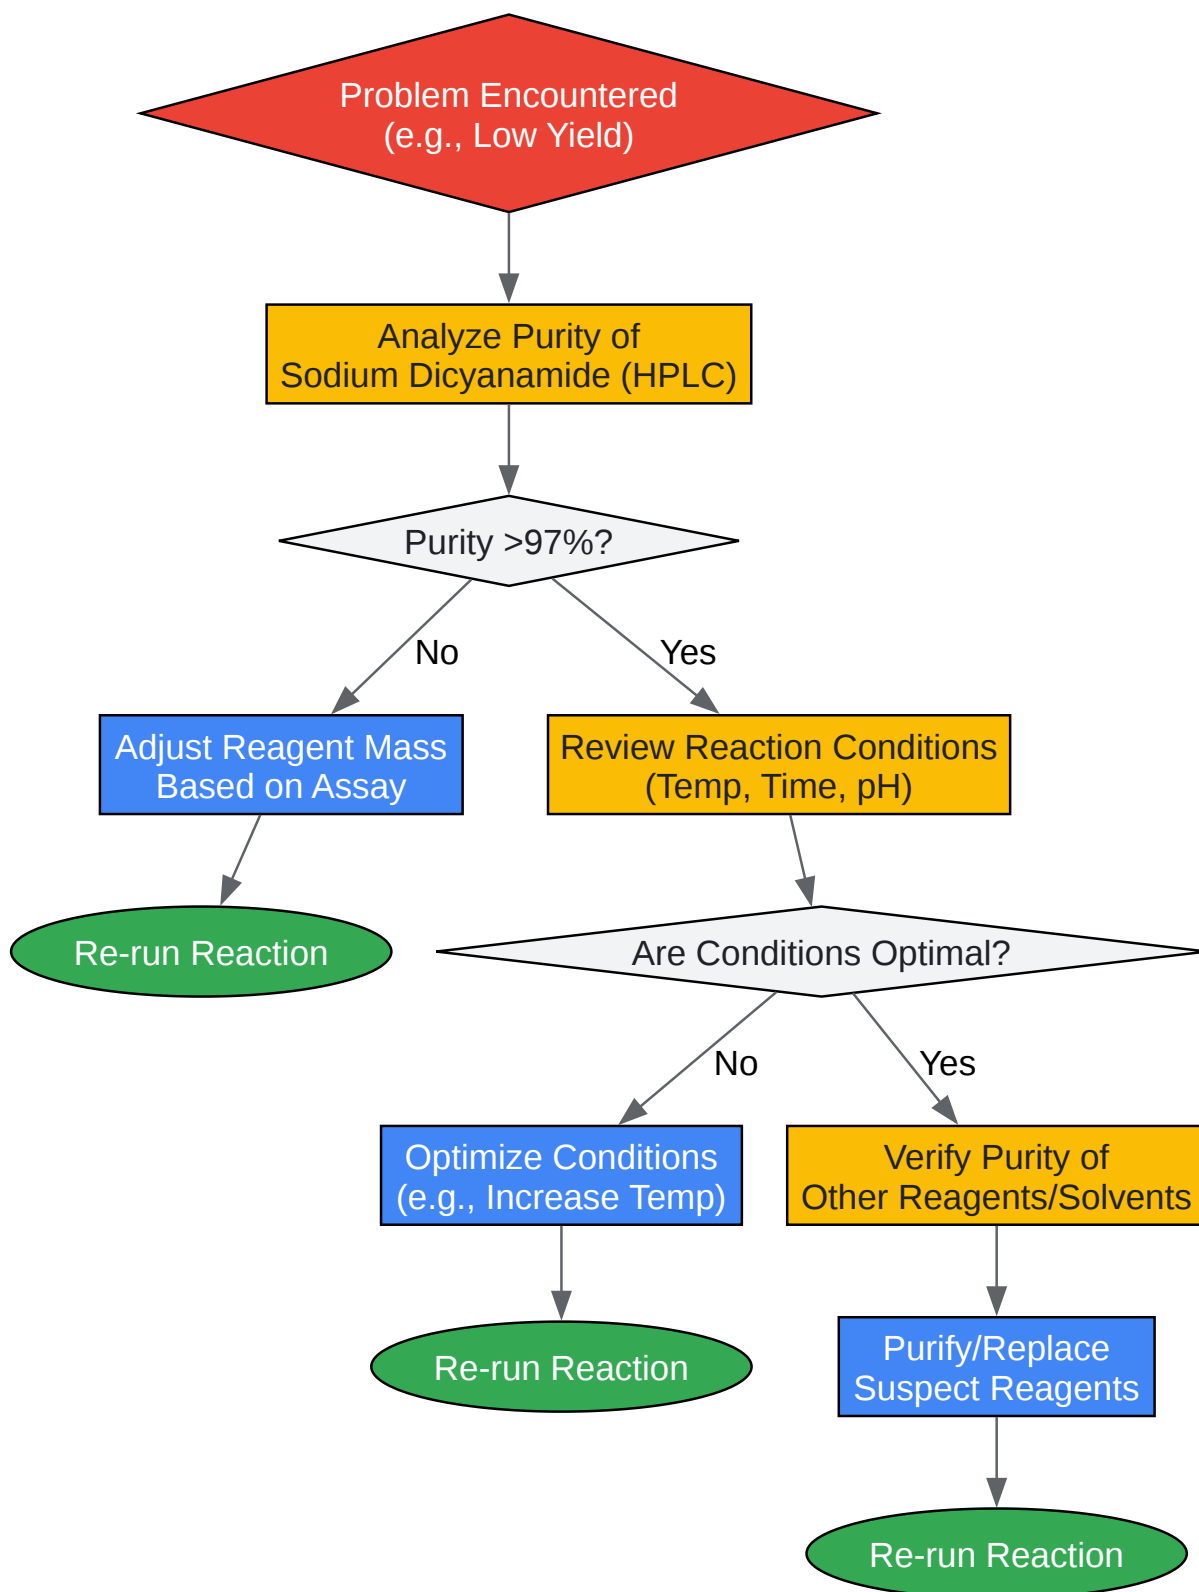 Problem Encountered
(e.g., Low Yield)
Analyze Purity of
Sodium Dicyanamide (HPLC)
Purity >97%?
No
Yes
Adjust Reagent Mass
Based on Assay
Review Reaction Conditions
(Temp, Time, pH)
Re-run Reaction
Are Conditions Optimal?
No
Yes
Optimize Conditions
(e.g., Increase Temp)
Verify Purity of
Other Reagents/Solvents
Re-run Reaction
Purify/Replace
Suspect Reagents
Re-run Reaction